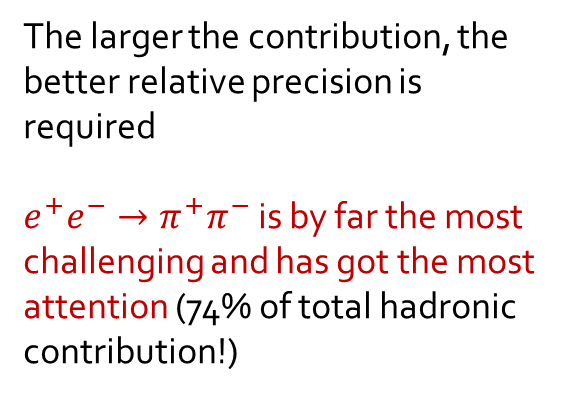 The larger the contribution, the
better relative precision is
required
e⁺e⁻ → π⁺π⁻ is by far the most
challenging and has got the most
attention (74% of total hadronic
contribution!)